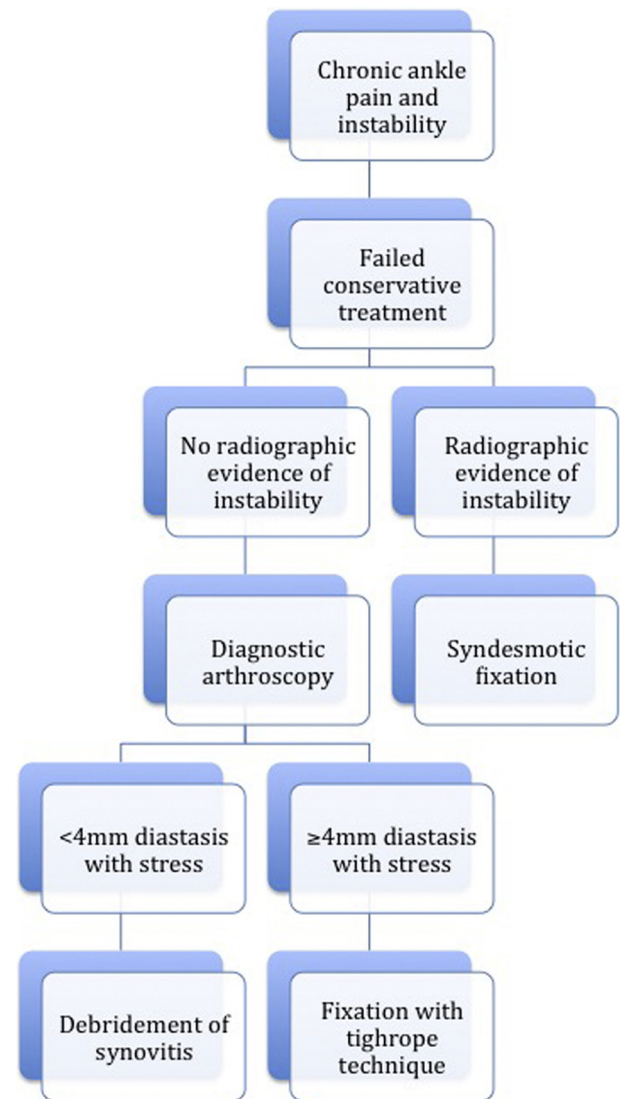 Chronic ankle
pain and
instability
Failed
conservative
treatment
No radiographic
evidence of
instability
Radiographic
evidence of
instability
Diagnostic
arthroscopy
Syndesmotic
fixation
<4mm diastasis
with stress
≥4mm diastasis
with stress
Debridement of
synovitis
Fixation with
tighrope
technique